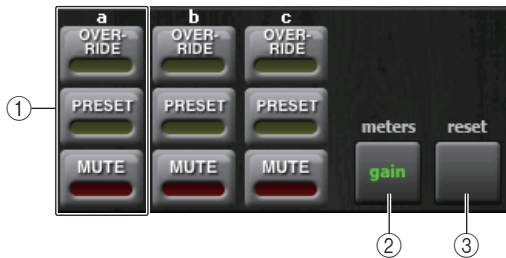 a b c
OVER-
RIDE
OVER-
RIDE
OVER-
RIDE
① PRESET PRESET PRESET
meters reset
MUTE MUTE MUTE
gain
② ③